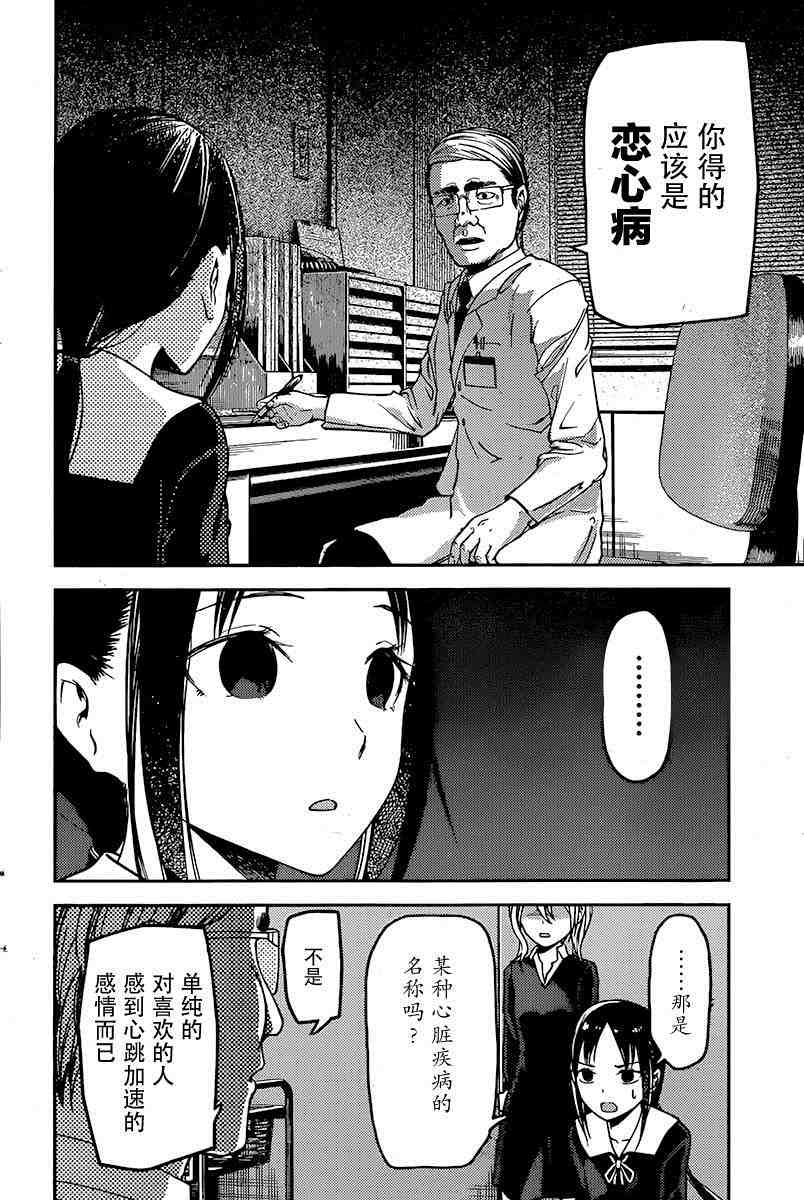 你得的
应该是
恋心病
………
……那是
某种心脏疾病的
名称吗？
不是
单纯的
对喜欢的人
感到心跳加速的
感情而已